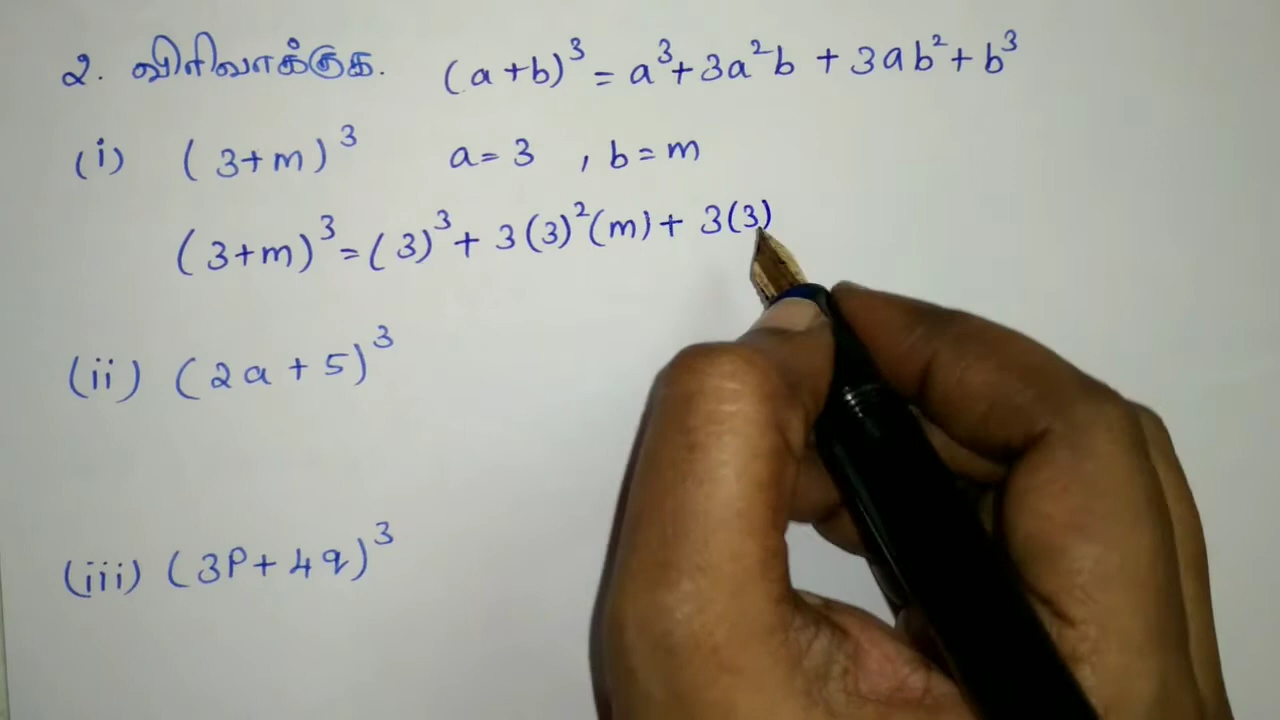 2. விரிவாக்குக. (a+b)³ = a³+3a²b + 3ab²+b³
(i) (3+m)³ a=3 , b=m
(3+m)³=(3)³+ 3(3)²(m)+ 3(3)
(ii) (2a+5)³
(iii) (3p+4q)³